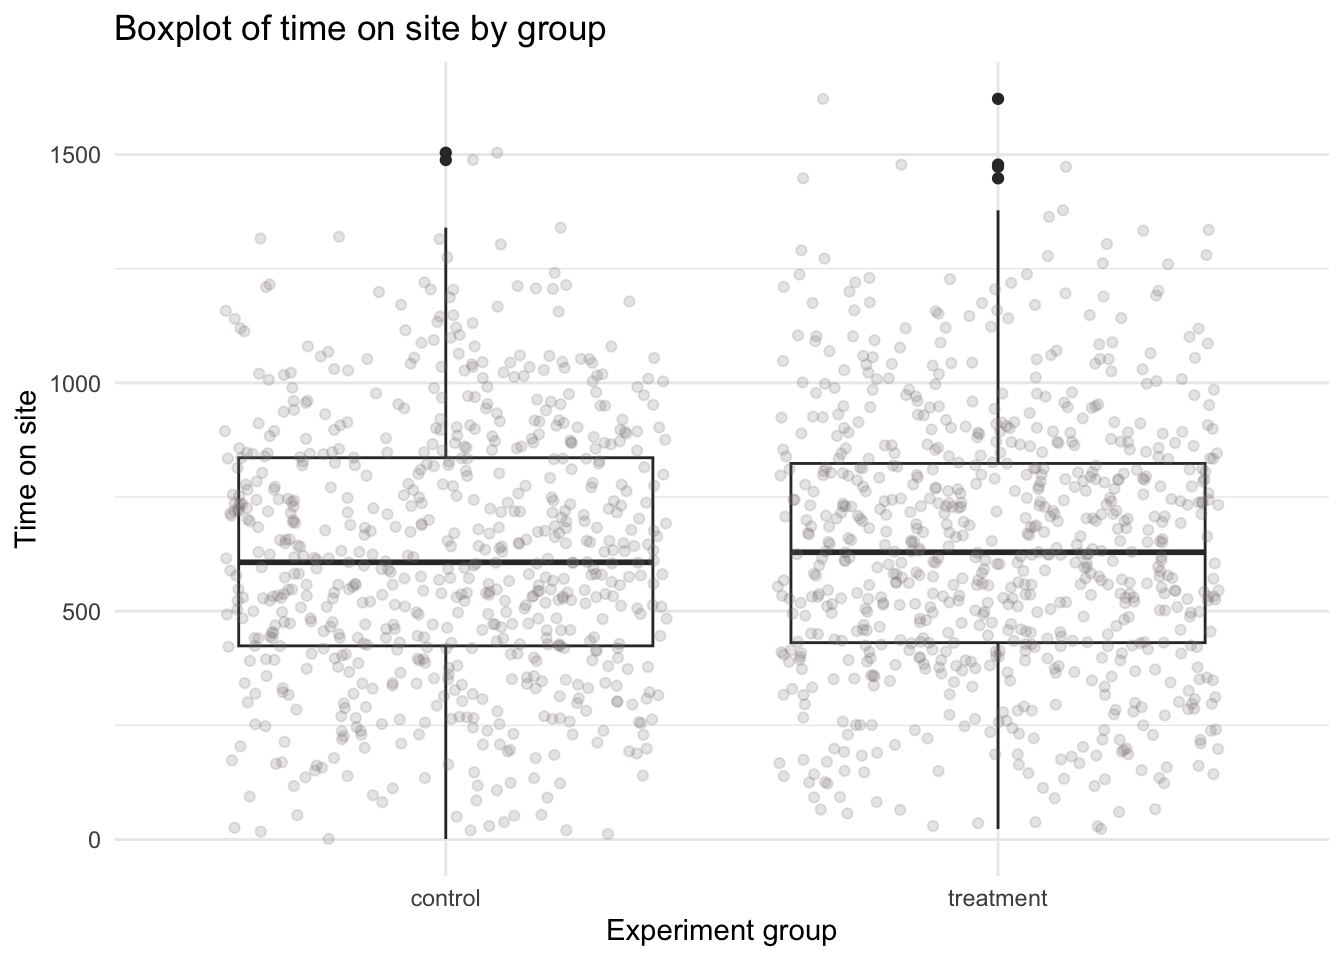 Boxplot of time on site by group
1500
1000
500
0
Time on site
control
treatment
Experiment group